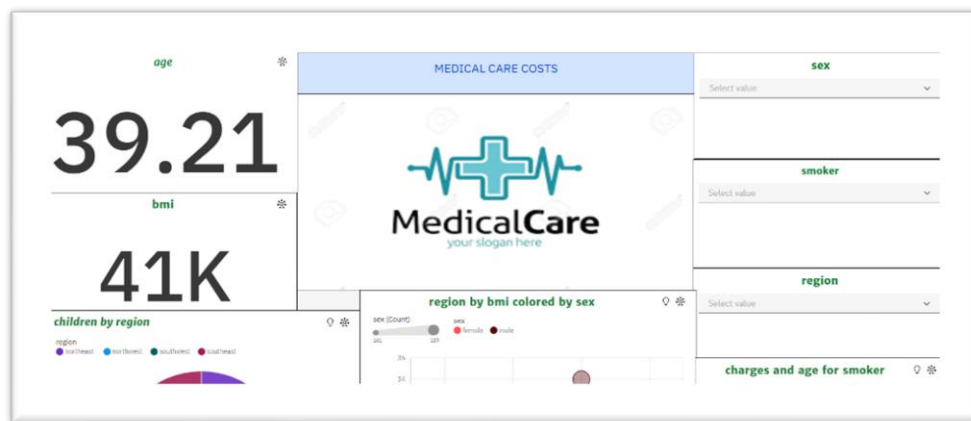 age
39.21
bmi
41K
MEDICAL CARE COSTS
MedicalCare
your slogan here
sex
Select value
smoker
Select value
region
Select value
children by region
region
northeast northwest southwest southeast
region by bmi colored by sex
sex (Count) sex
female male
charges and age for smoker